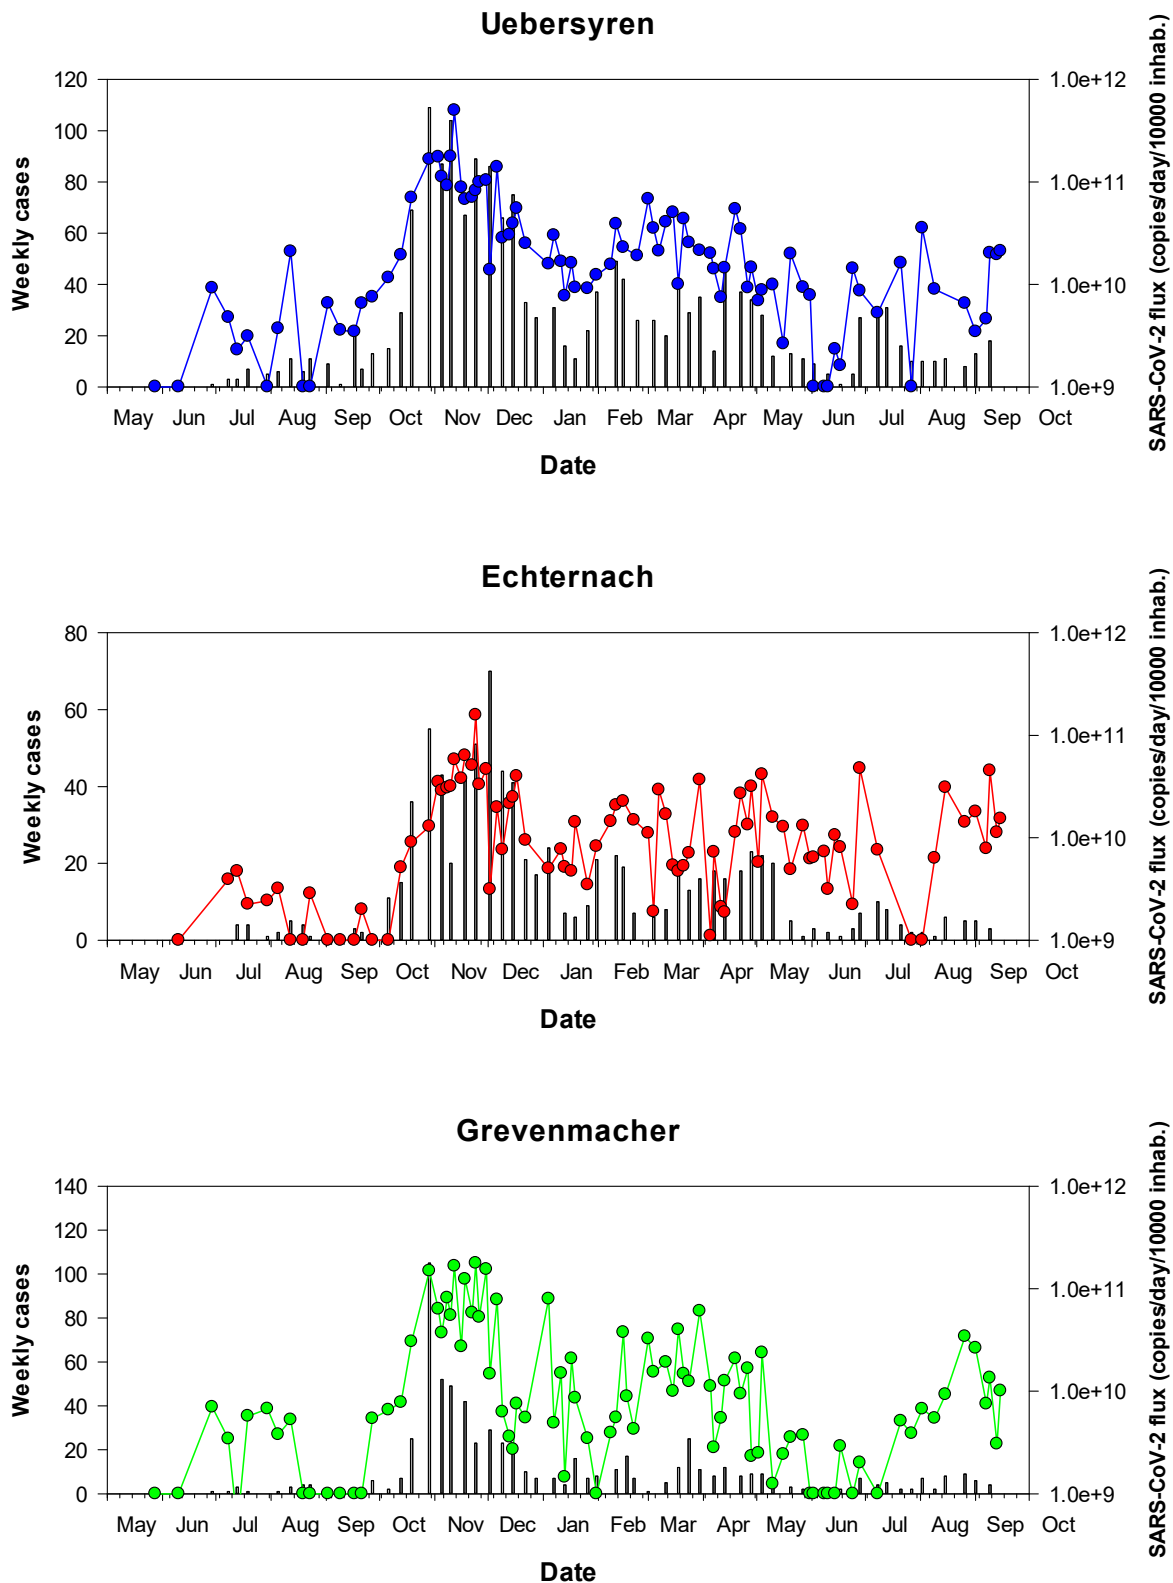 Uebersyren
Weekly cases
SARS-CoV-2 flux (copies/day/10000 inhab.)
120
100
80
60
40
20
0
1.0e+12
1.0e+11
1.0e+10
1.0e+9
May Jun Jul Aug Sep Oct Nov Dec Jan Feb Mar Apr May Jun Jul Aug Sep Oct
Date
Echternach
Weekly cases
SARS-CoV-2 flux (copies/day/10000 inhab.)
80
60
40
20
0
1.0e+12
1.0e+11
1.0e+10
1.0e+9
May Jun Jul Aug Sep Oct Nov Dec Jan Feb Mar Apr May Jun Jul Aug Sep Oct
Date
Grevenmacher
Weekly cases
SARS-CoV-2 flux (copies/day/10000 inhab.)
140
120
100
80
60
40
20
0
1.0e+12
1.0e+11
1.0e+10
1.0e+9
May Jun Jul Aug Sep Oct Nov Dec Jan Feb Mar Apr May Jun Jul Aug Sep Oct
Date